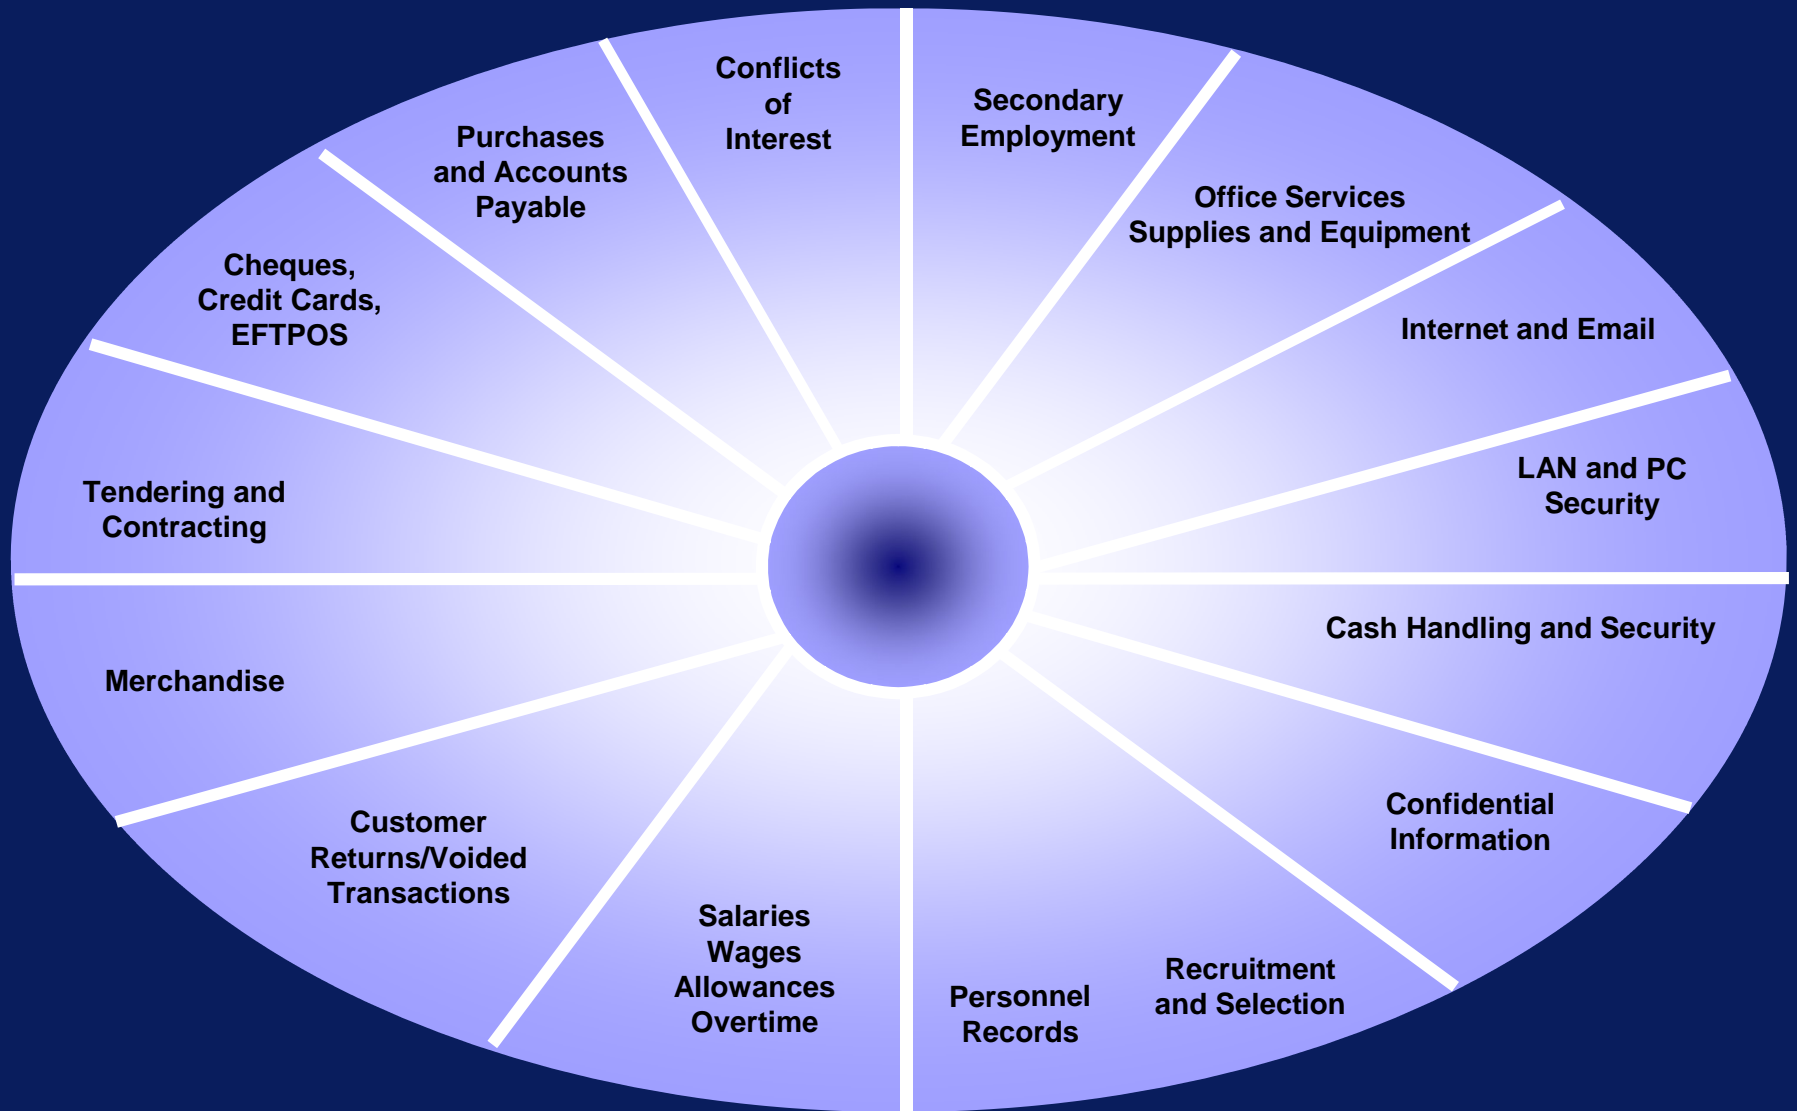 Conflicts
of
Interest
Secondary
Employment
Purchases
and Accounts
Payable
Office Services
Supplies and Equipment
Cheques,
Credit Cards,
EFTPOS
Internet and Email
LAN and PC
Security
Tendering and
Contracting
Cash Handling and Security
Merchandise
Confidential
Information
Customer
Returns/Voided
Transactions
Salaries
Wages
Allowances
Overtime
Personnel
Records
Recruitment
and Selection